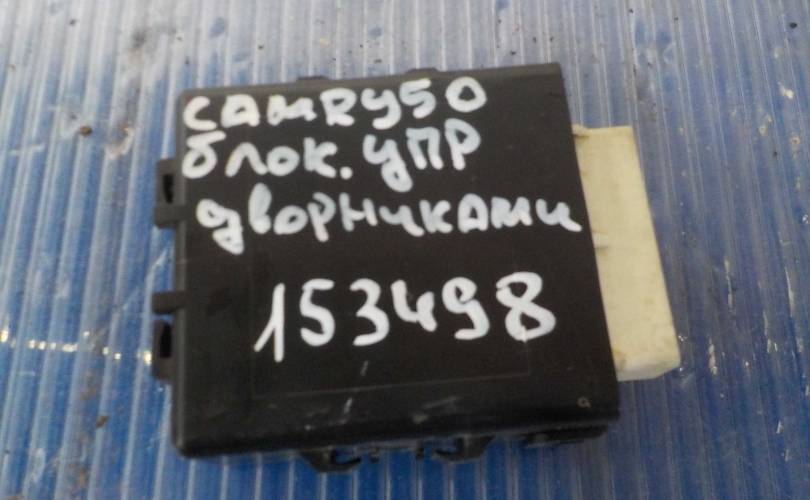 CAMRY50
блок. УПР
дворниками
153498